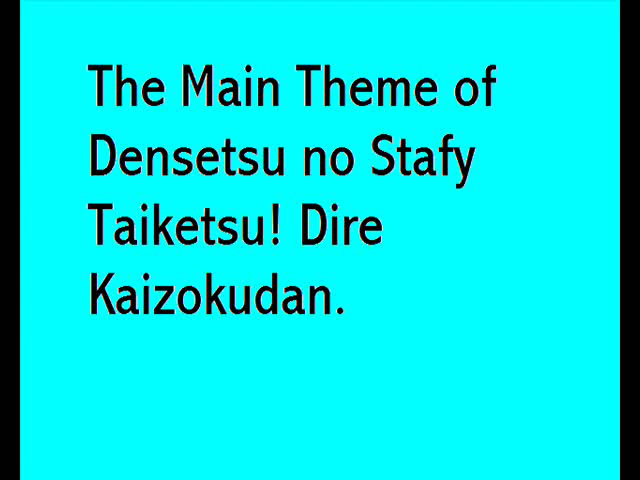 The Main Theme of
Densetsu no Stafy
Taiketsu! Dire
Kaizokudan.